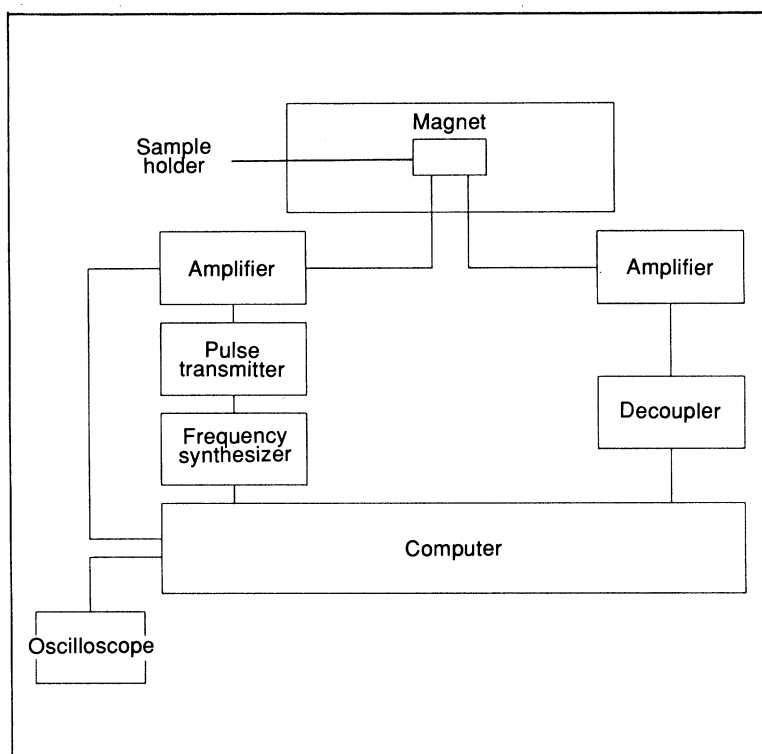 Magnet
Sample
holder
Amplifier
Amplifier
Pulse
transmitter
Decoupler
Frequency
synthesizer
Computer
Oscilloscope